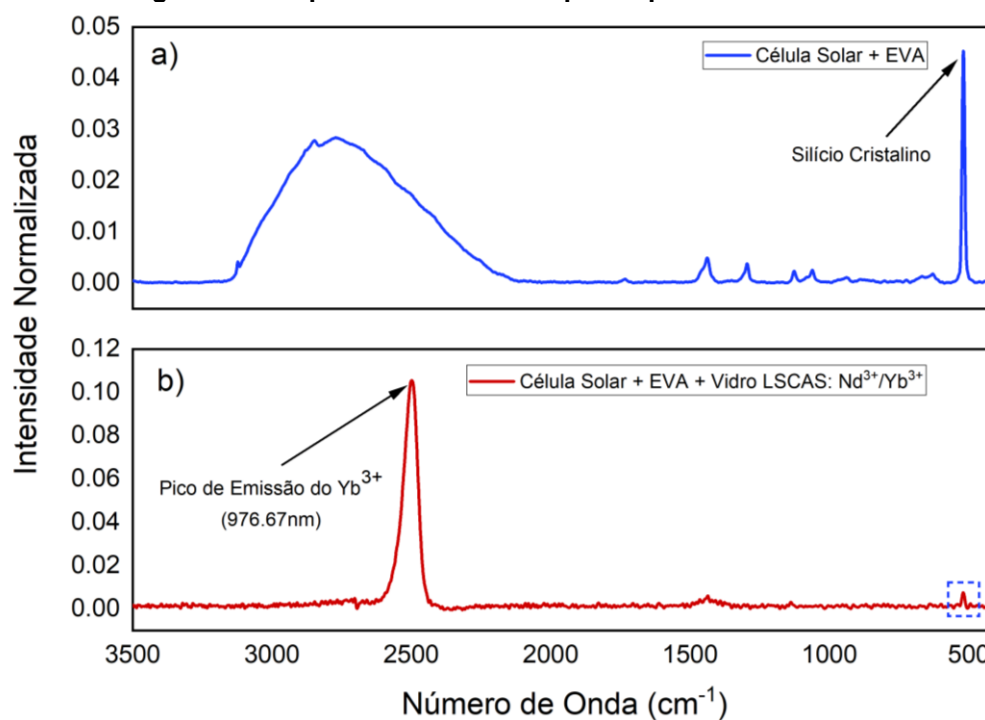 a)
Célula Solar + EVA
Silício Cristalino
0.05
0.04
0.03
0.02
0.01
0.00
Intensidade Normalizada
b)
Célula Solar + EVA + Vidro LSCAS: Nd³⁺/Yb³⁺
Pico de Emissão do Yb³⁺
(976.67nm)
0.12
0.10
0.08
0.06
0.04
0.02
0.00
3500 3000 2500 2000 1500 1000 500
Número de Onda (cm⁻¹)